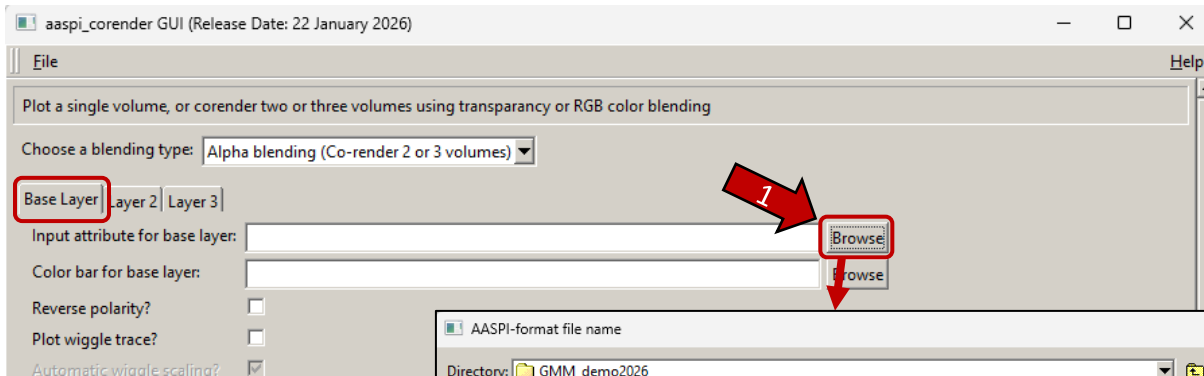 aaspi_corender GUI (Release Date: 22 January 2026)
File Help
Plot a single volume, or corender two or three volumes using transparancy or RGB color blending
Choose a blending type: Alpha blending (Co-render 2 or 3 volumes)
1
Base Layer Layer 2 Layer 3
Input attribute for base layer: Browse
Color bar for base layer: Browse
Reverse polarity?
AASPI-format file name
Plot wiggle trace?
Automatic wiggle scaling? Directory: GMM_demo2026